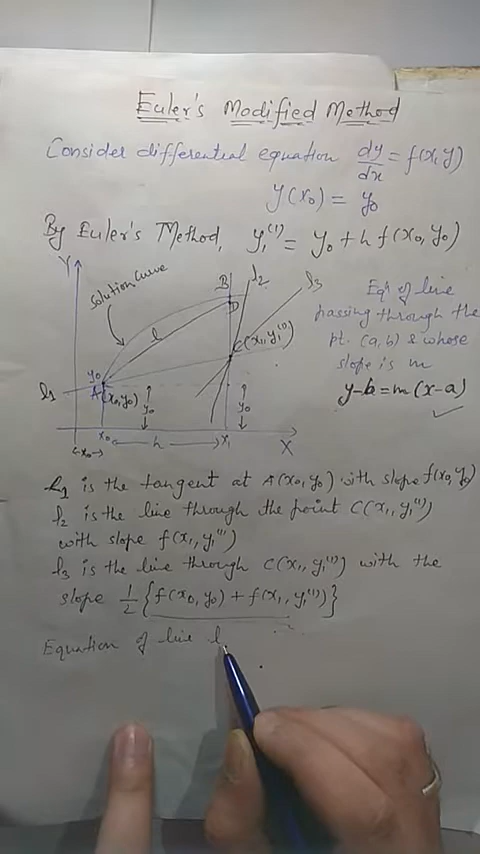 Euler's Modified Method
Consider differential equation dy/dx = f(x,y)
y(x₀) = y₀
By Euler's Method, y₁⁽¹⁾ = y₀ + h f(x₀, y₀)
Y
Solution curve
B
l₂
l₃
D
l
C(x₁, y₁⁽¹⁾)
Eqⁿ of line
passing through the
pt. (a, b) & whose
slope is m
y-b = m(x-a)
l₁
y₀
A(x₀, y₀)
y₀
y₀
x₀
h
x₁
X
x₀
l₁ is the tangent at A(x₀, y₀) with slope f(x₀, y₀)
l₂ is the line through the point C(x₁, y₁⁽¹⁾)
with slope f(x₁, y₁⁽¹⁾)
l₃ is the line through C(x₁, y₁⁽¹⁾) with the
slope 1/2 {f(x₀, y₀) + f(x₁, y₁⁽¹⁾)}
Equation of line l